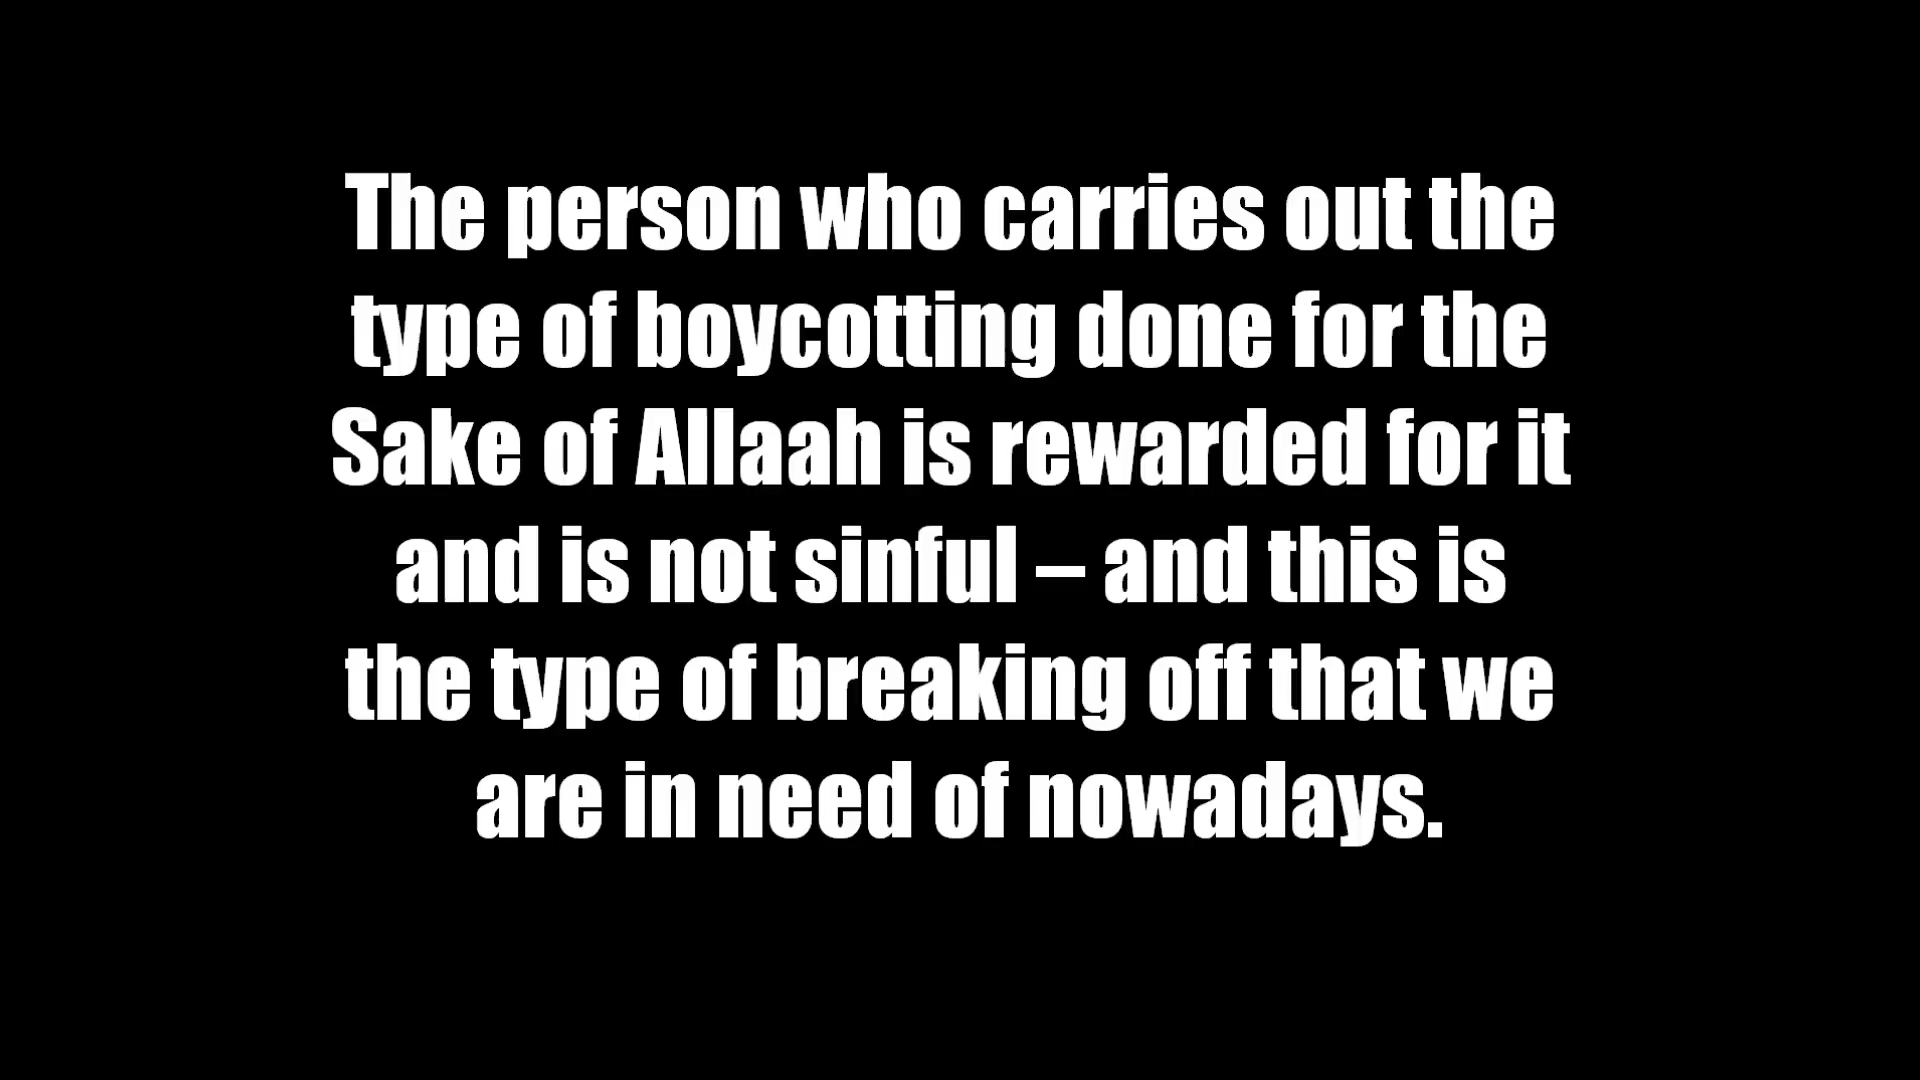 The person who carries out the
type of boycotting done for the
Sake of Allaah is rewarded for it
and is not sinful – and this is
the type of breaking off that we
are in need of nowadays.